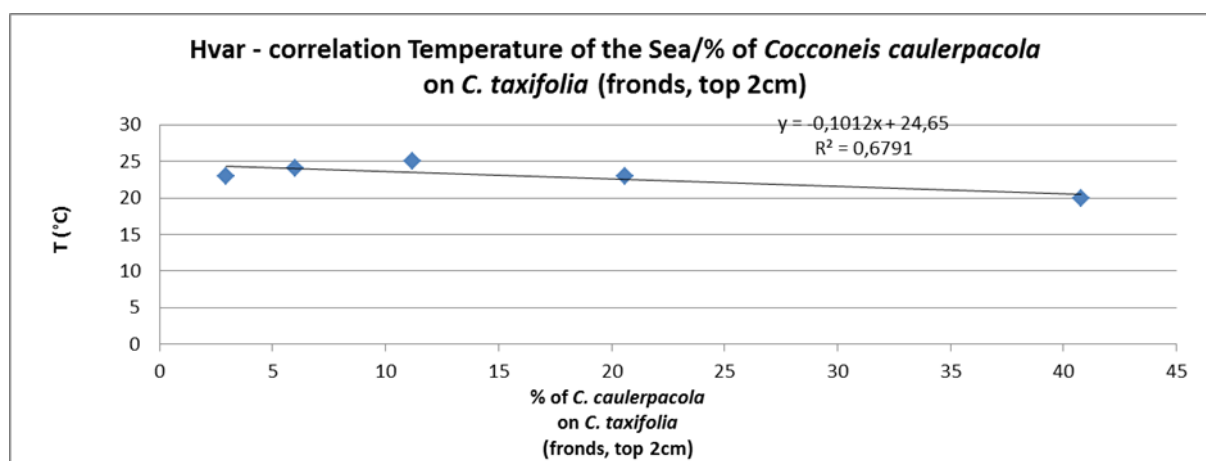 Hvar - correlation Temperature of the Sea/% of Cocconeis caulerpacola
on C. taxifolia (fronds, top 2cm)
y = -0,1012x + 24,65
R² = 0,6791
30
25
20
15
10
5
0
T (°C)
0 5 10 15 20 25 30 35 40 45
% of C. caulerpacola
on C. taxifolia
(fronds, top 2cm)